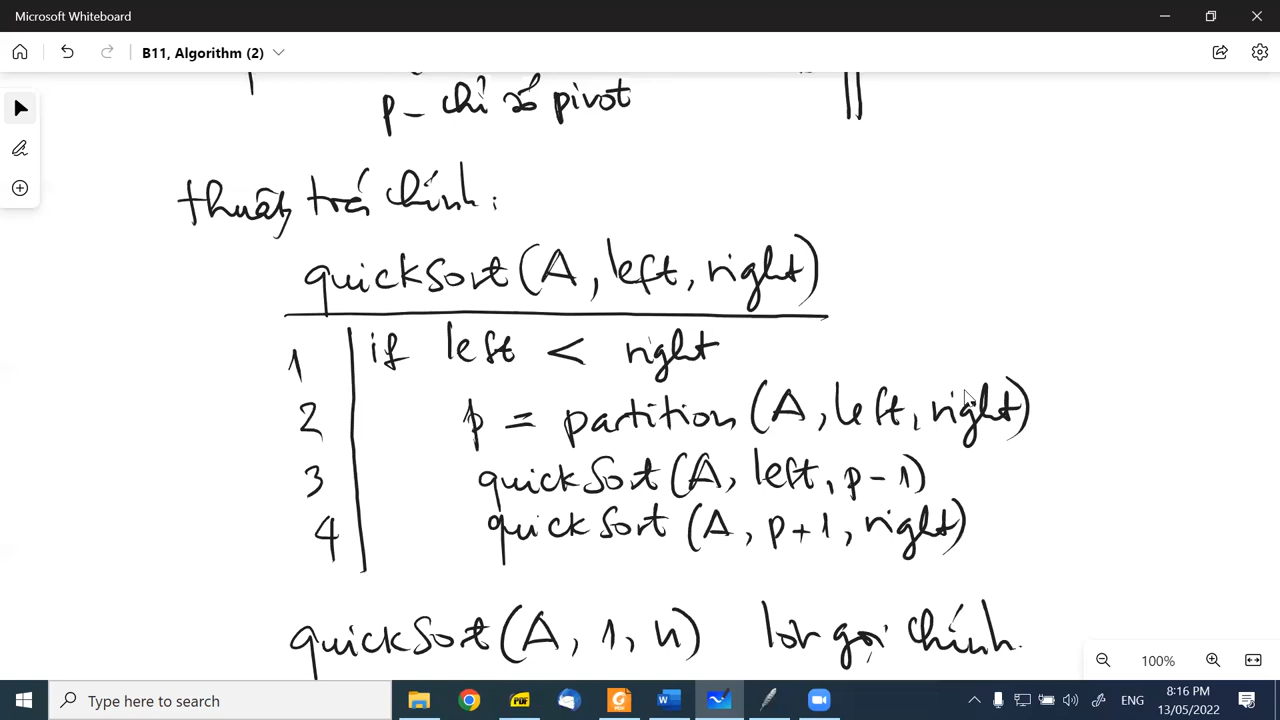 Microsoft Whiteboard
B11, Algorithm (2)
p - chỉ số pivot
thuật toán chính:
quickSort(A, left, right)
1 if left < right
2 p = partition(A, left, right)
3 quickSort(A, left, p-1)
4 quickSort(A, p+1, right)
quickSort(A, 1, n) lời gọi chính.
100%
Type here to search
PDF
ENG
8:16 PM
13/05/2022